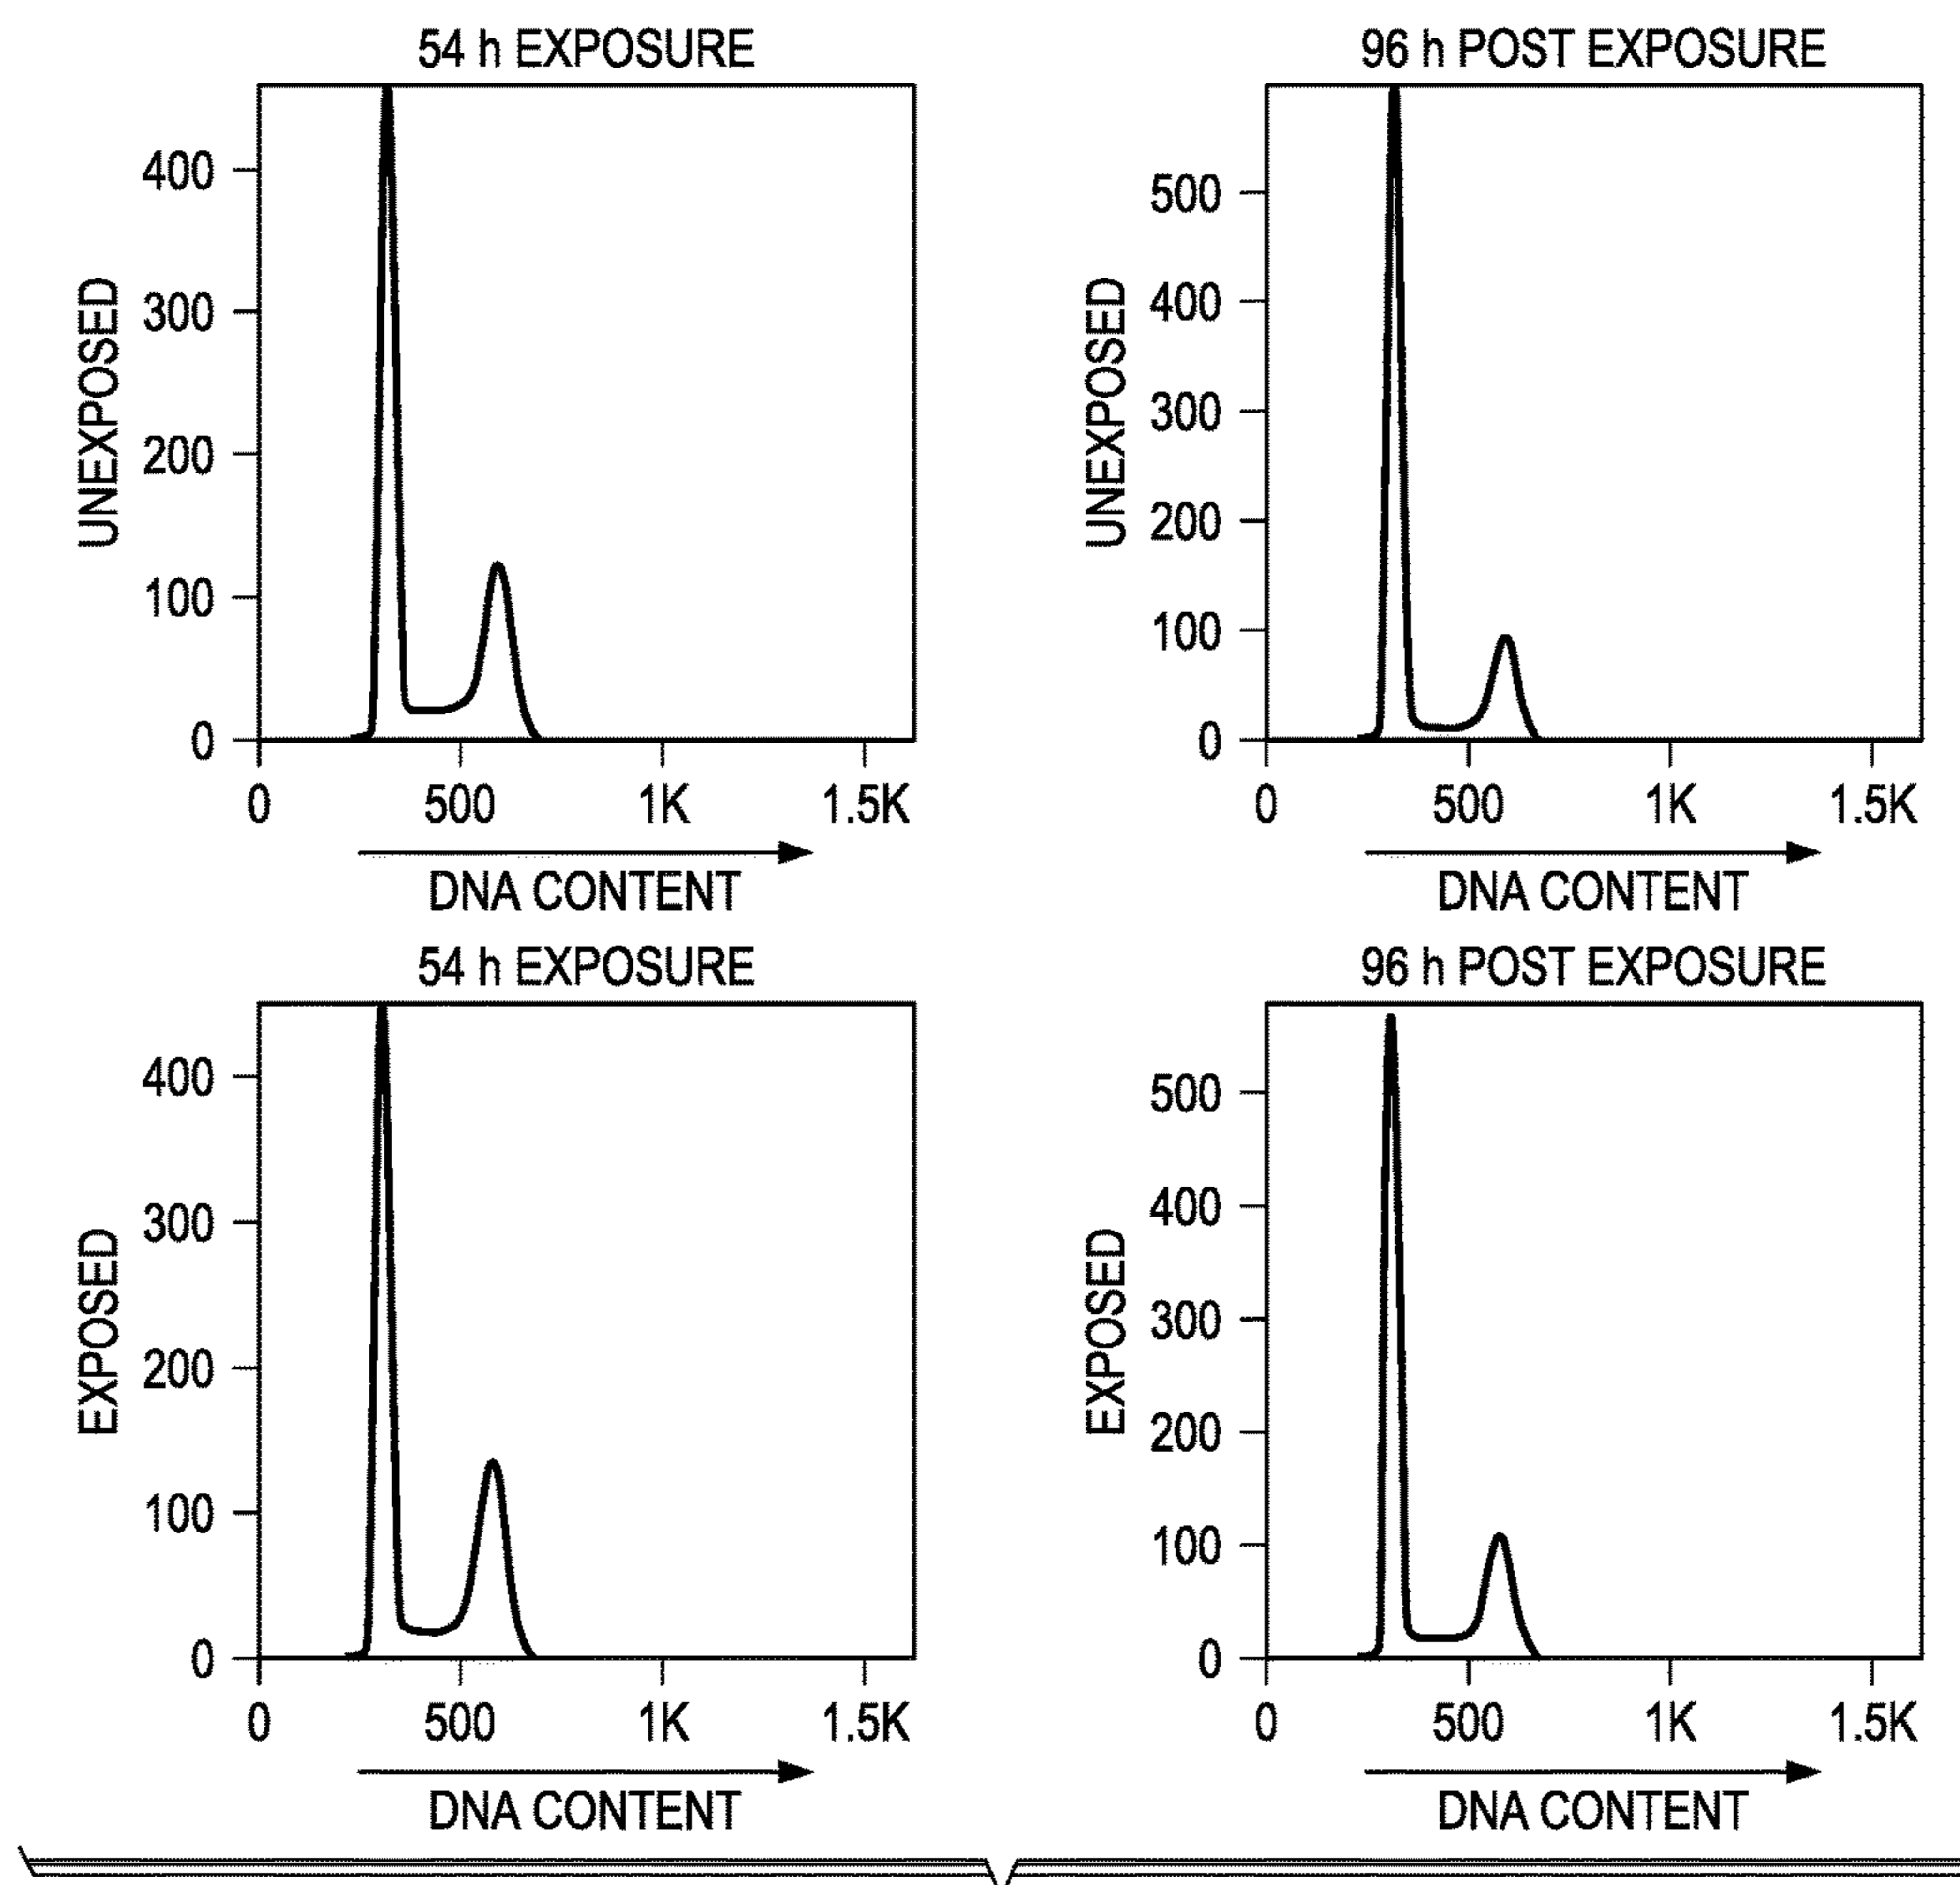 54 h EXPOSURE
UNEXPOSED
400
300
200
100
0
0 500 1K 1.5K
DNA CONTENT
96 h POST EXPOSURE
UNEXPOSED
500
400
300
200
100
0
0 500 1K 1.5K
DNA CONTENT
54 h EXPOSURE
EXPOSED
400
300
200
100
0
0 500 1K 1.5K
DNA CONTENT
96 h POST EXPOSURE
EXPOSED
500
400
300
200
100
0
0 500 1K 1.5K
DNA CONTENT